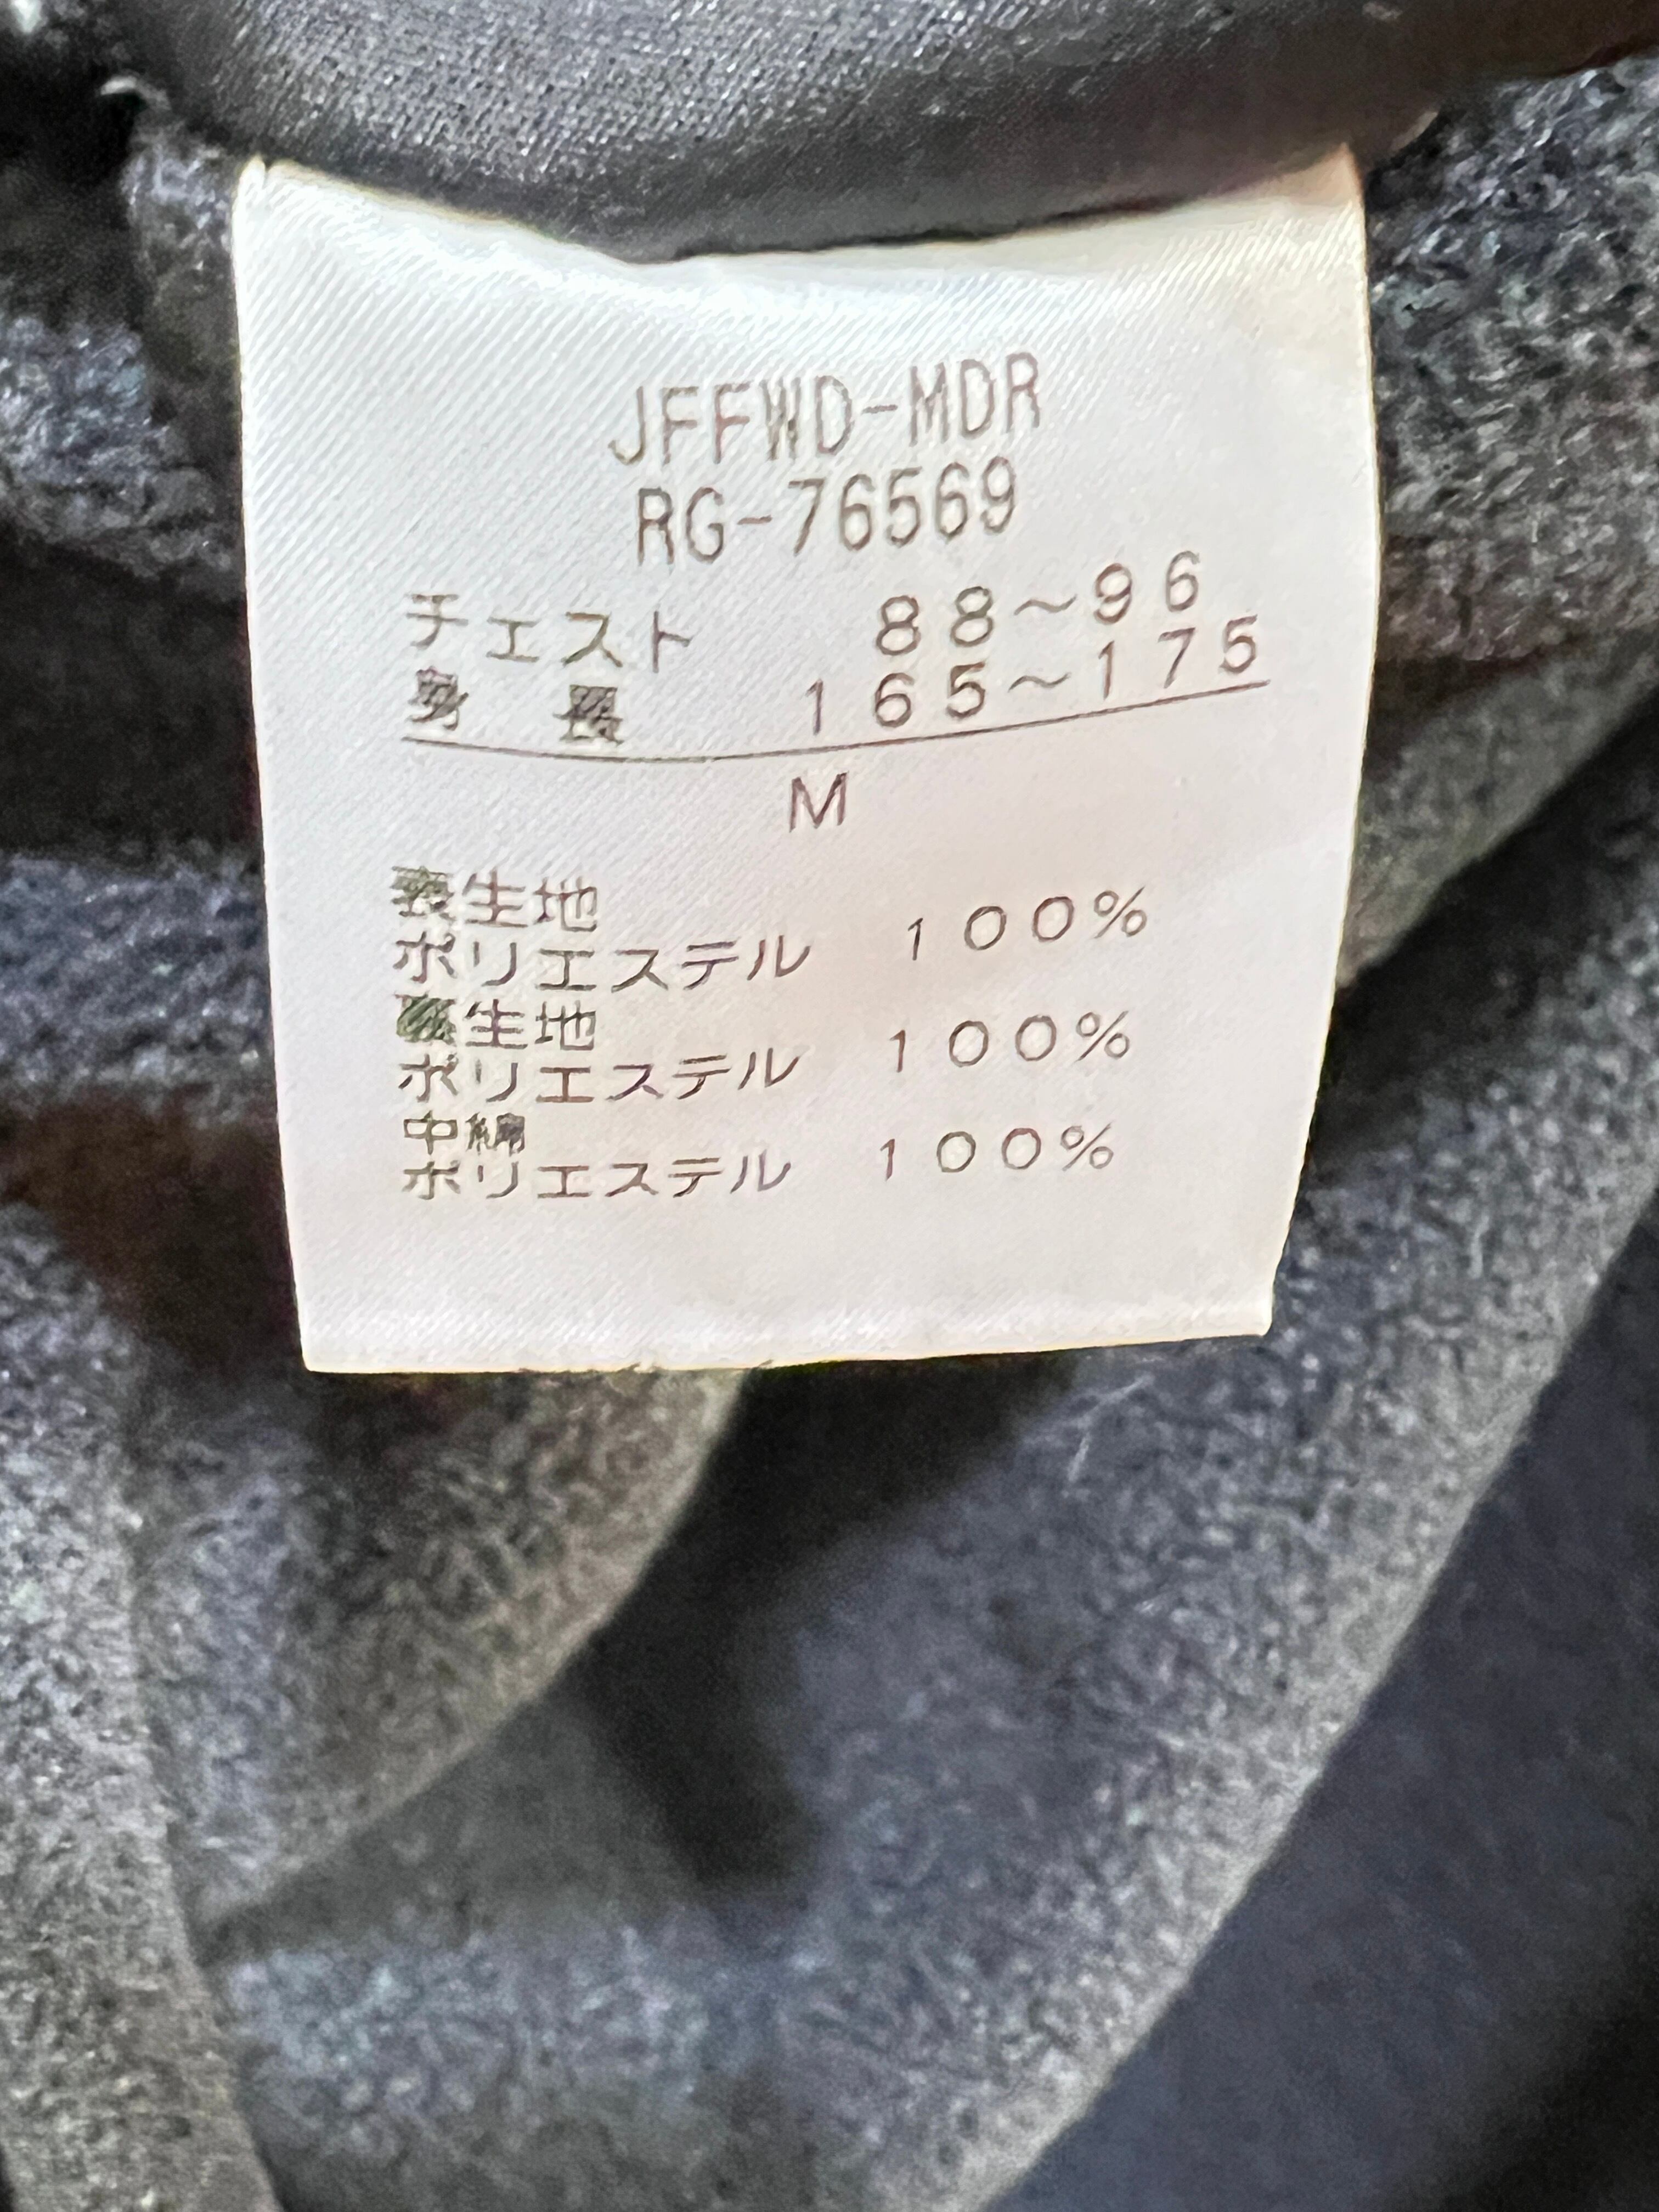 JFFWD-MDR
RG-76569
チェスト 88～96
身長 165～175
M
表生地
ポリエステル 100%
裏生地
ポリエステル 100%
中綿
ポリエステル 100%